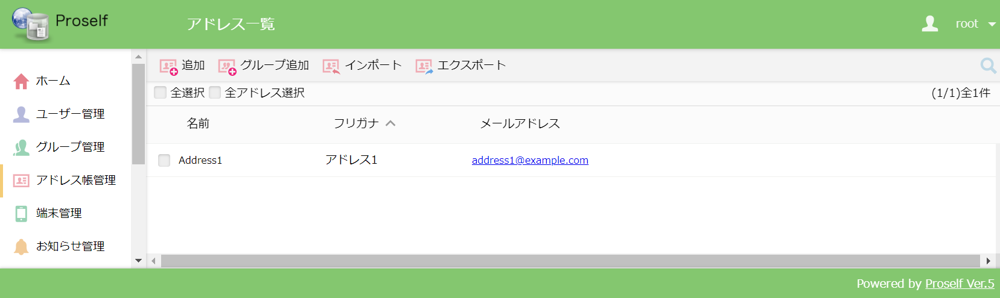 Proself
アドレス一覧
root
ホーム
ユーザー管理
グループ管理
アドレス帳管理
端末管理
お知らせ管理
追加 グループ追加 インポート エクスポート
全選択 全アドレス選択 (1/1)全1件
名前 フリガナ メールアドレス
Address1 アドレス1 address1@example.com
Powered by Proself Ver.5